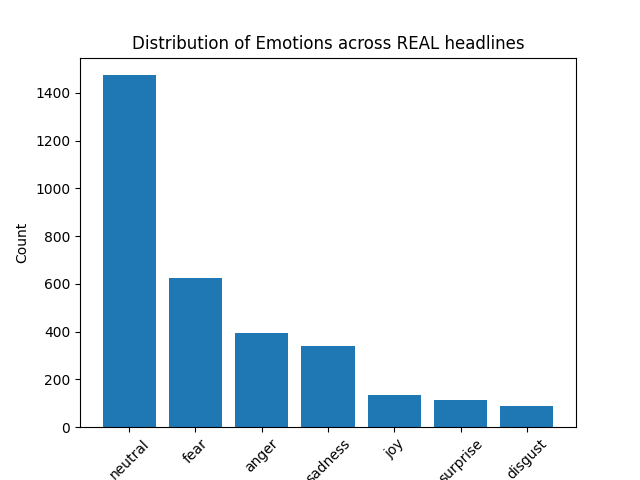 Distribution of Emotions across REAL headlines
Count
1400
1200
1000
800
600
400
200
0
neutral
fear
anger
sadness
joy
surprise
disgust